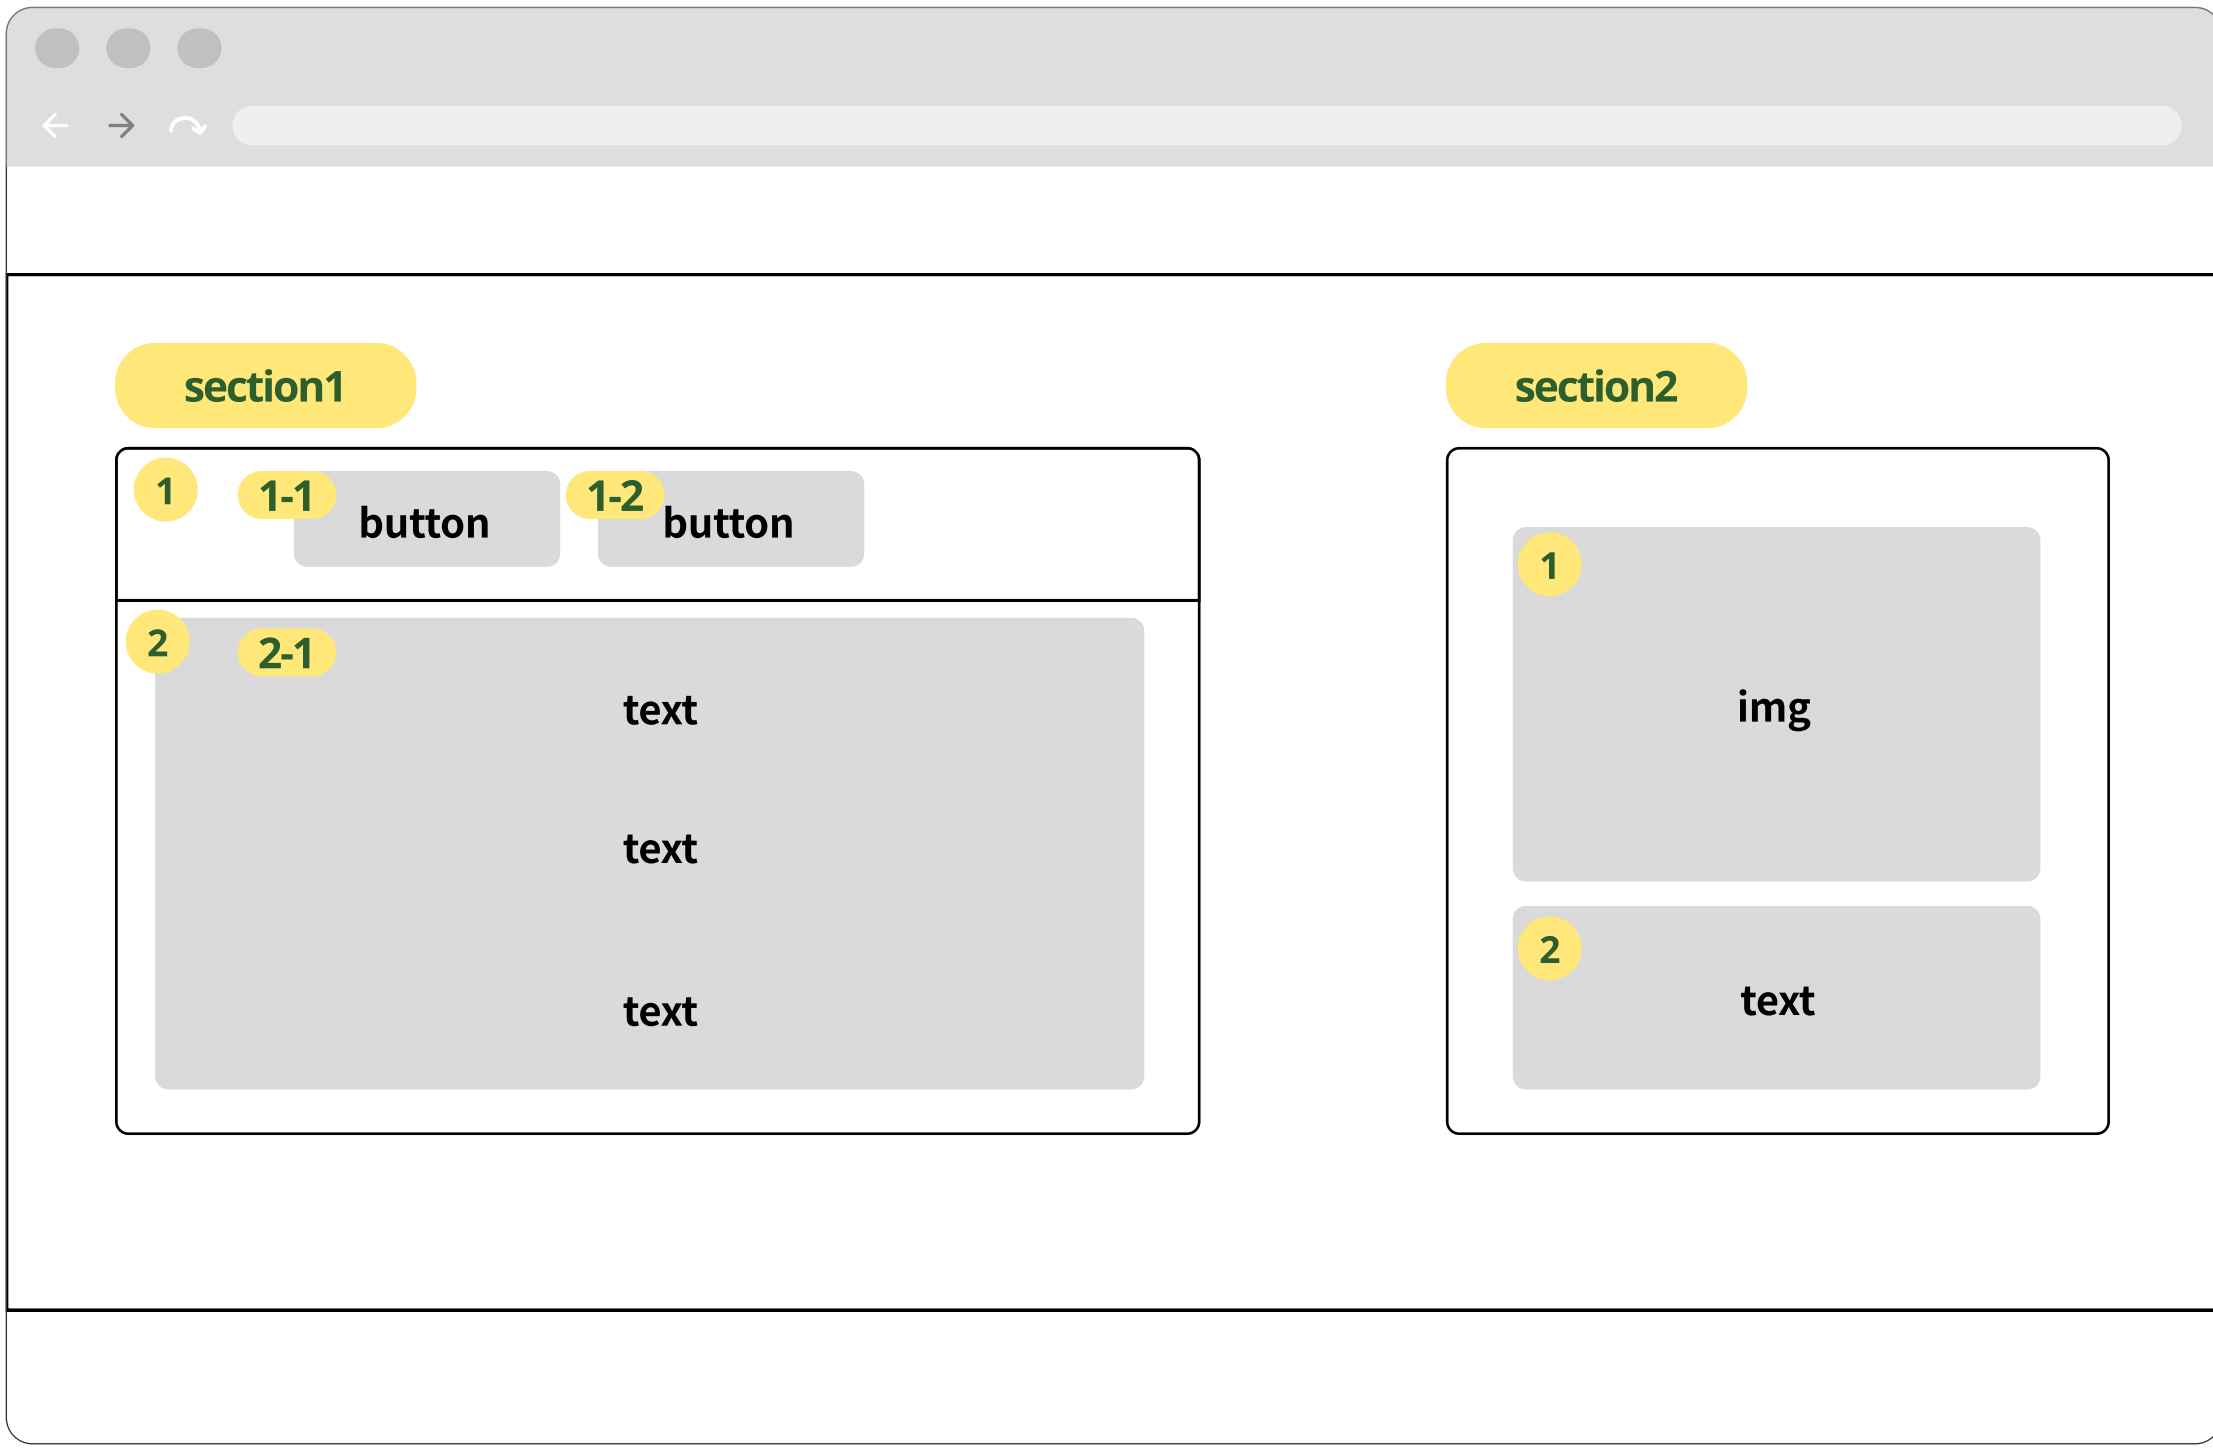 section1
1
1-1
button
1-2
button
2
2-1
text
text
text
section2
1
img
2
text